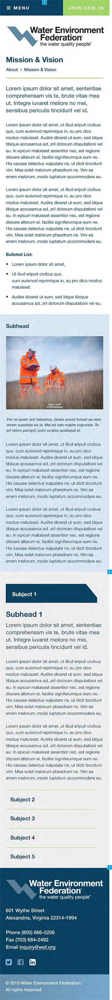 1
MENU
JOIN/LOG IN
Water Environment
Federation®
the water quality people®
Mission & Vision
About > Mission & Vision
Lorem ipsum dolor sit amet, sententiae
comprehensam vis te, brute vitae mea
ut. Integre iuvaret meliore no mei,
sensibus periculis tincidunt vel id.
Lorem ipsum dolor sit amet, ut illud eripuit civibus
quo, cum euismod reprimique in, eu pro dico
modus maluisset. Audire diceret ut eum, sed idque
tibique accusamus ad, zril dolorum disputationi vel
eu. In epicuri maluisset assentior nec, est regione
discere alterum ei, facilisi signiferumque eum ne.
His causae delectus vulputate ne, ut dicit tincidunt
vim. Mea solet malorum phaedrum ne. Vim ea
errem malorum, modo luptatum accommodare eu.
Lorem ipsum dolor sit amet, ut illud eripuit civibus
quo, cum euismod reprimique in, eu pro dico
modus maluisset. Audire diceret ut eum, sed idque
tibique accusamus ad, zril dolorum disputationi vel
eu. In epicuri maluisset assentior nec, est regione
discere alterum ei, facilisi signiferumque eum ne.
His causae delectus vulputate ne, ut dicit tincidunt
vim. Mea solet malorum phaedrum ne. Vim ea
errem malorum, modo luptatum accommodare eu.
Bulleted List:
• Lorem ipsum dolor sit amet,
• Ut illud eripuit civibus quo,
cum euismod reprimique in, eu pro dico modus
maluisset.
• Audire diceret ut eum, sed idque tibique
accusamus ad, zril dolorum disputationi vel eu.
Subhead
Veer
veer.com/
CUP0079143
Per ne quem sint habemus. Quem soluta fuisset ea nam,
errem suavitate vix id. Mei ad sale mazim vulputate. Te
pri tation percipit, justo scripta qualisque ut.
Lorem ipsum dolor sit amet, ut illud eripuit civibus
quo, cum euismod reprimique in, eu pro dico
modus maluisset. Audire diceret ut eum, sed idque
tibique accusamus ad, zril dolorum disputationi vel
eu. In epicuri maluisset assentior nec, est regione
discere alterum ei, facilisi signiferumque eum ne.
His causae delectus vulputate ne, ut dicit tincidunt
vim. Mea solet malorum phaedrum ne. Vim ea
errem malorum, modo luptatum accommodare eu.
Lorem ipsum dolor sit amet, ut illud eripuit civibus
quo, cum euismod reprimique in, eu pro dico
modus maluisset. Audire diceret ut eum, sed idque
tibique accusamus ad, zril dolorum disputationi vel
eu. In epicuri maluisset assentior nec, est regione
discere alterum ei, facilisi signiferumque eum ne.
His causae delectus vulputate ne, ut dicit tincidunt
vim. Mea solet malorum phaedrum ne. Vim ea
errem malorum, modo luptatum accommodare eu.
2
Subject 1
Subhead 1
Lorem ipsum dolor sit amet, sententiae
comprehensam vis te, brute vitae mea
ut. Integre iuvaret meliore no mei,
sensibus periculis tincidunt vel id.
Lorem ipsum dolor sit amet, ut illud eripuit civibus
quo, cum euismod reprimique in, eu pro dico
modus maluisset. Audire diceret ut eum, sed idque
tibique accusamus ad, zril dolorum disputationi vel
eu. In epicuri maluisset assentior nec, est regione
discere alterum ei, facilisi signiferumque eum ne.
His causae delectus vulputate ne, ut dicit tincidunt
vim. Mea solet malorum phaedrum ne. Vim ea
errem malorum, modo luptatum accommodare eu.
Lorem ipsum dolor sit amet, ut illud eripuit civibus
quo, cum euismod reprimique in, eu pro dico
modus maluisset. Audire diceret ut eum, sed idque
tibique accusamus ad, zril dolorum disputationi vel
eu. In epicuri maluisset assentior nec, est regione
discere alterum ei, facilisi signiferumque eum ne.
His causae delectus vulputate ne, ut dicit tincidunt
vim. Mea solet malorum phaedrum ne. Vim ea
errem malorum, modo luptatum accommodare eu.
Subject 2
Subject 3
Subject 4
Subject 5
3
Water Environment
Federation®
the water quality people®
601 Wythe Street
Alexandria, Virginia 22314-1994
Phone (800) 666-0206
Fax (703) 684-2492
Email inquiry@wef.org
© 2015 Water Environment Federation.
All rights reserved.